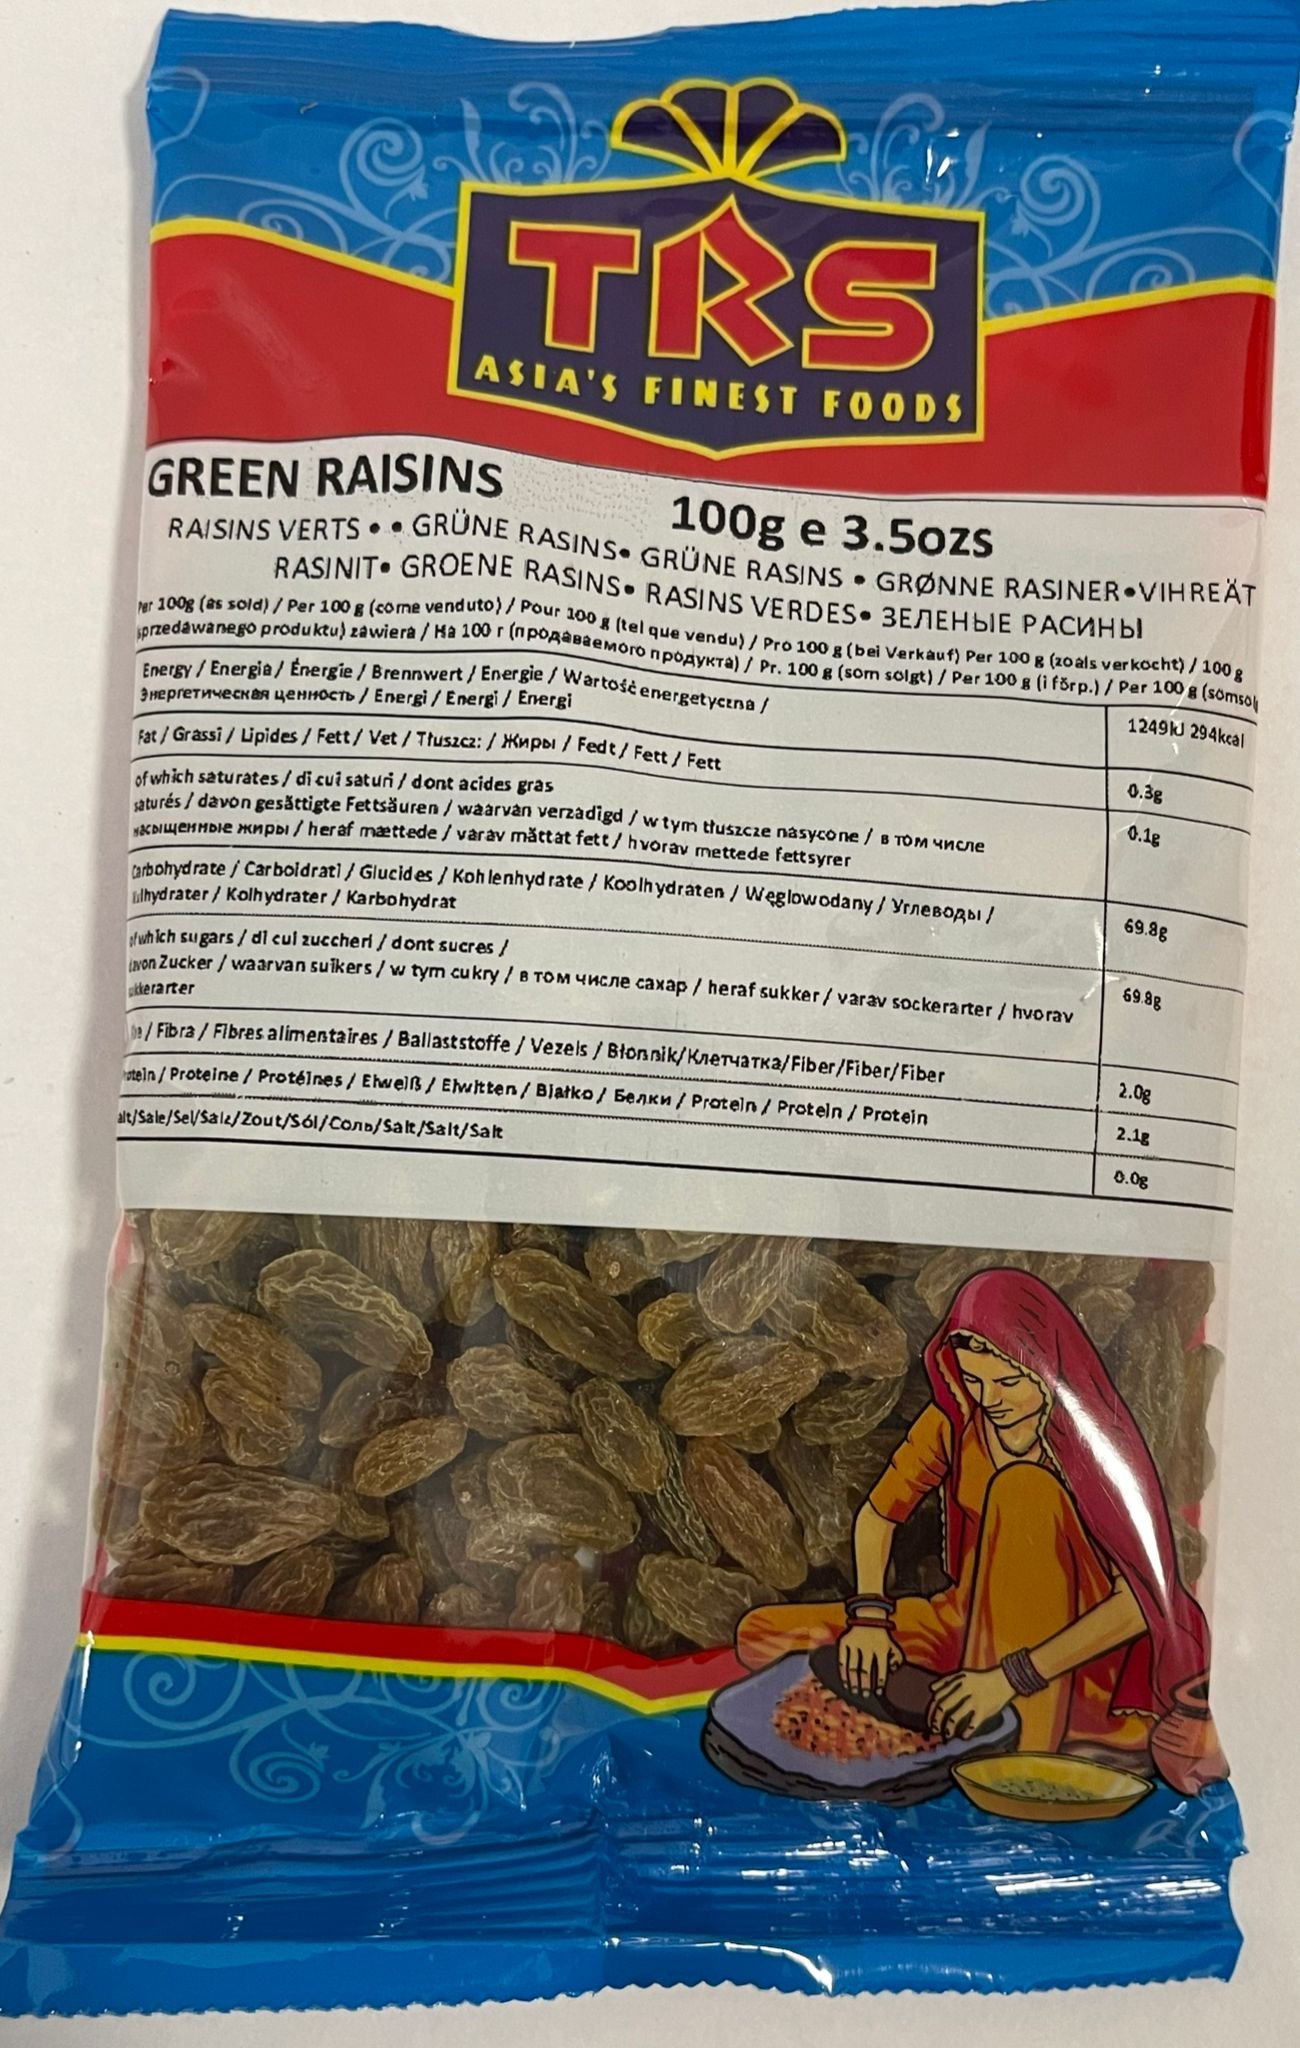 TRS
ASIA'S FINEST FOODS
GREEN RAISINS
100g e 3.5ozs
RAISINS VERTS • • GRÜNE RASINS• GRÜNE RASINS • GRØNNE RASINER•VIHREÄT
RASINIT• GROENE RASINS• RASINS VERDES• ЗЕЛЕНЫЕ РАСИНЫ
Per 100g (as sold) / Per 100 g (come venduto) / Pour 100 g (tel que vendu) / Pro 100 g (bei Verkauf) Per 100 g (zoals verkocht) / 100 g
sprzedawanego produktu) zawiera / На 100 г (продаваемого продукта) / Pr. 100 g (som solgt) / Per 100 g (i förp.) / Per 100 g
Energy / Energia / Énergie / Brennwert / Energie / Wartość energetyczna /
Энергетическая ценность / Energi / Energi / Energi
1249kJ 294kcal
Fat / Grassi / Lipides / Fett / Vet / Tłuszcz: / Жиры / Fedt / Fett / Fett
0.3g
of which saturates / di cui saturi / dont acides gras
saturés / davon gesättigte Fettsäuren / waarvan verzadigd / w tym tłuszcze nasycone / в том числе
насыщенные жиры / heraf mættede / varav mättat fett / hvorav mettede fettsyrer
0.1g
Carbohydrate / Carboidrati / Glucides / Kohlenhydrate / Koolhydraten / Węglowodany / Углеводы /
/ Kolhydrater / Karbohydrat
69.8g
of which sugars / di cui zuccheri / dont sucres /
davon Zucker / waarvan suikers / w tym cukry / в том числе сахар / heraf sukker / varav sockerarter / hvorav
69.8g
/ Fibra / Fibres alimentaires / Ballaststoffe / Vezels / Błonnik/Клетчатка/Fiber/Fiber/Fiber
2.0g
/ Proteine / Protéines / Eiweiß / Eiwitten / Białko / Белки / Protein / Protein / Protein
2.1g
/Sale/Sel/Salz/Zout/Sól/Соль/Salt/Salt/Salt
0.0g